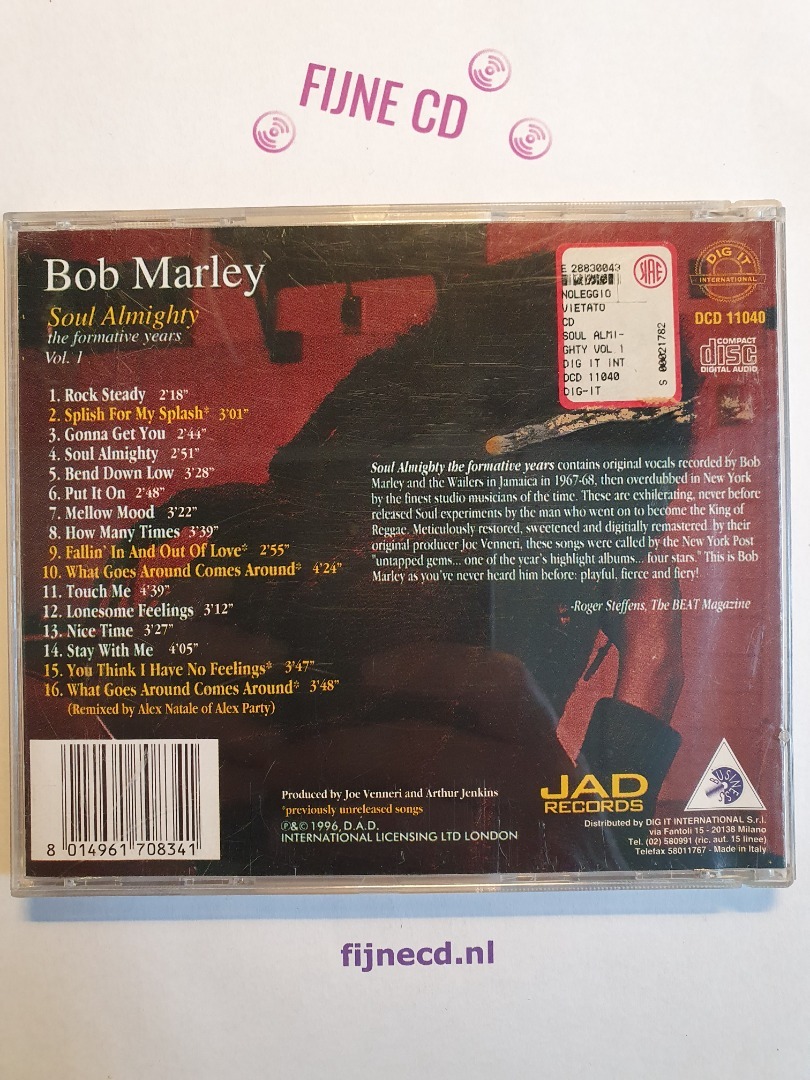 FIJNE CD
Bob Marley
Soul Almighty
the formative years
Vol. 1
1. Rock Steady 2'18"
2. Splish For My Splash* 3'01"
3. Gonna Get You 2'44"
4. Soul Almighty 2'51"
5. Bend Down Low 3'28"
6. Put It On 2'48"
7. Mellow Mood 3'22"
8. How Many Times 3'39"
9. Fallin' In And Out Of Love* 2'55"
10. What Goes Around Comes Around* 4'24"
11. Touch Me 4'39"
12. Lonesome Feelings 3'12"
13. Nice Time 3'27"
14. Stay With Me 4'05"
15. You Think I Have No Feelings* 3'47"
16. What Goes Around Comes Around* 3'48"
(Remixed by Alex Natale of Alex Party)
E 28830043
NOLEGGIO
VIETATO
CD
SOUL ALMI-
GHTY VOL 1
DIG IT INT
DCD 11040
DIG-IT
SIAE
S 00021782
DIG IT
INTERNATIONAL
DCD 11040
COMPACT
disc
DIGITAL AUDIO
Soul Almighty the formative years contains original vocals recorded by Bob
Marley and the Wailers in Jamaica in 1967-68, then overdubbed in New York
by the finest studio musicians of the time. These are exhilerating, never before
released Soul experiments by the man who went on to become the King of
Reggae. Meticulously restored, sweetened and digitially remastered by their
original producer Joe Venneri, these songs were called by the New York Post
"untapped gems... one of the year's highlight albums... four stars." This is Bob
Marley as you've never heard him before: playful, fierce and fiery!
-Roger Steffens, The BEAT Magazine
8 014961 708341
Produced by Joe Venneri and Arthur Jenkins
*previously unreleased songs
℗&© 1996, D.A.D.
INTERNATIONAL LICENSING LTD LONDON
JAD
RECORDS
BUSINESS
Distributed by DIG IT INTERNATIONAL S.r.l.
via Fantoli 15 - 20138 Milano
Tel. (02) 580991 (ric. aut. 15 linee)
Telefax 58011767 - Made in Italy
fijnecd.nl